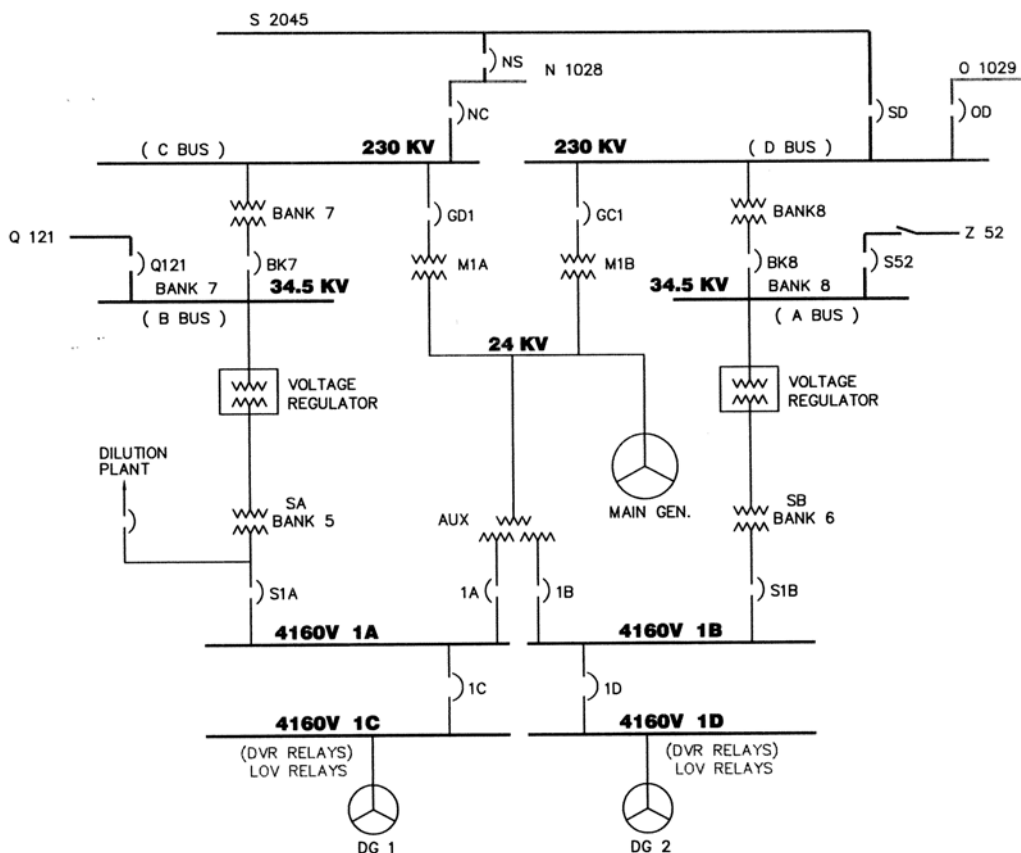 S 2045
NS
N 1028
O 1029
NC
SD
OD
( C BUS )
230 KV
230 KV
( D BUS )
BANK 7
GD1
GC1
BANK8
Q 121
Z 52
Q121
BK7
M1A
M1B
BK8
S52
BANK 7
34.5 KV
34.5 KV
BANK 8
( B BUS )
( A BUS )
24 KV
VOLTAGE
REGULATOR
VOLTAGE
REGULATOR
DILUTION
PLANT
SA
BANK 5
AUX
MAIN GEN.
SB
BANK 6
S1A
1A
1B
S1B
4160V 1A
4160V 1B
1C
1D
4160V 1C
4160V 1D
(DVR RELAYS)
LOV RELAYS
(DVR RELAYS)
LOV RELAYS
DG 1
DG 2